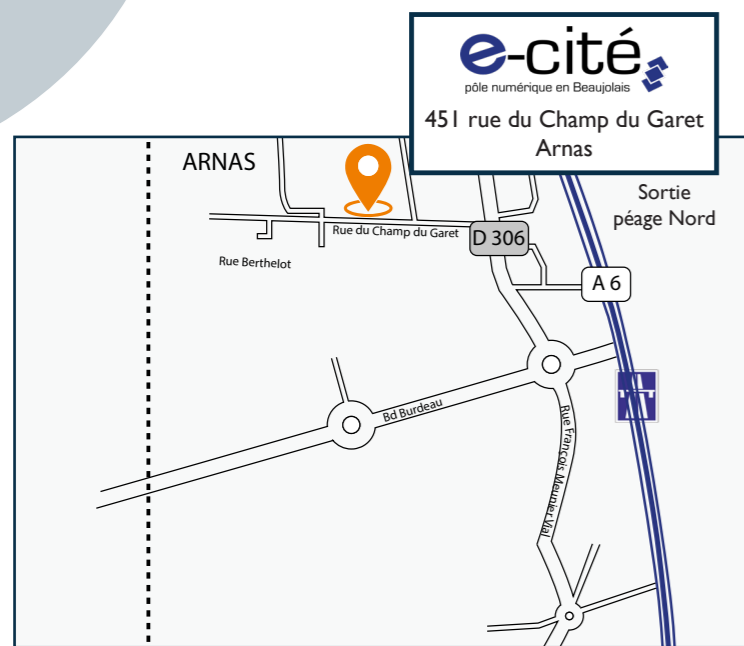 e-cité
pôle numérique en Beaujolais
451 rue du Champ du Garet
Arnas
ARNAS
Sortie
péage Nord
Rue du Champ du Garet
D 306
Rue Berthelot
A 6
Bd Burdeau
Rue François Meunier Vial